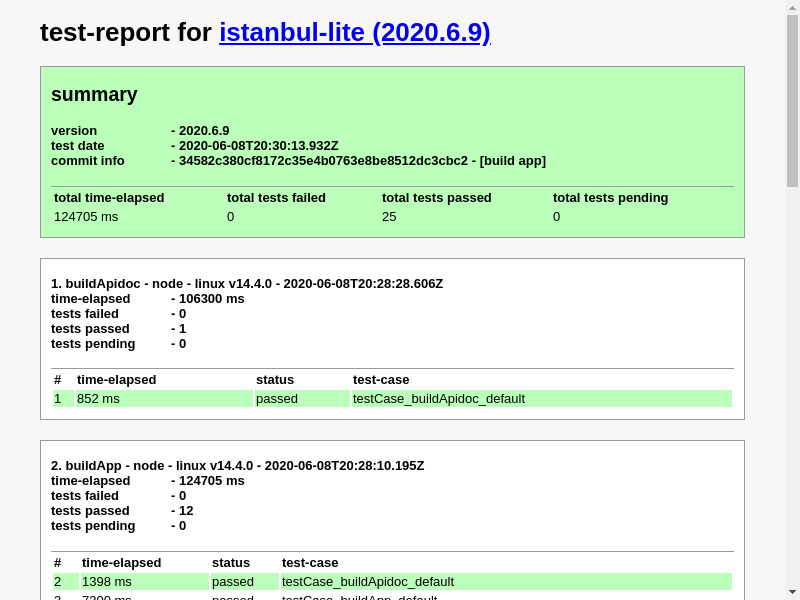 test-report for istanbul-lite (2020.6.9)
summary
version - 2020.6.9
test date - 2020-06-08T20:30:13.932Z
commit info - 34582c380cf8172c35e4b0763e8be8512dc3cbc2 - [build app]
total time-elapsed total tests failed total tests passed total tests pending
124705 ms 0 25 0
1. buildApidoc - node - linux v14.4.0 - 2020-06-08T20:28:28.606Z
time-elapsed - 106300 ms
tests failed - 0
tests passed - 1
tests pending - 0
# time-elapsed status test-case
1 852 ms passed testCase_buildApidoc_default
2. buildApp - node - linux v14.4.0 - 2020-06-08T20:28:10.195Z
time-elapsed - 124705 ms
tests failed - 0
tests passed - 12
tests pending - 0
# time-elapsed status test-case
2 1398 ms passed testCase_buildApidoc_default
passed testCase_buildApp_default